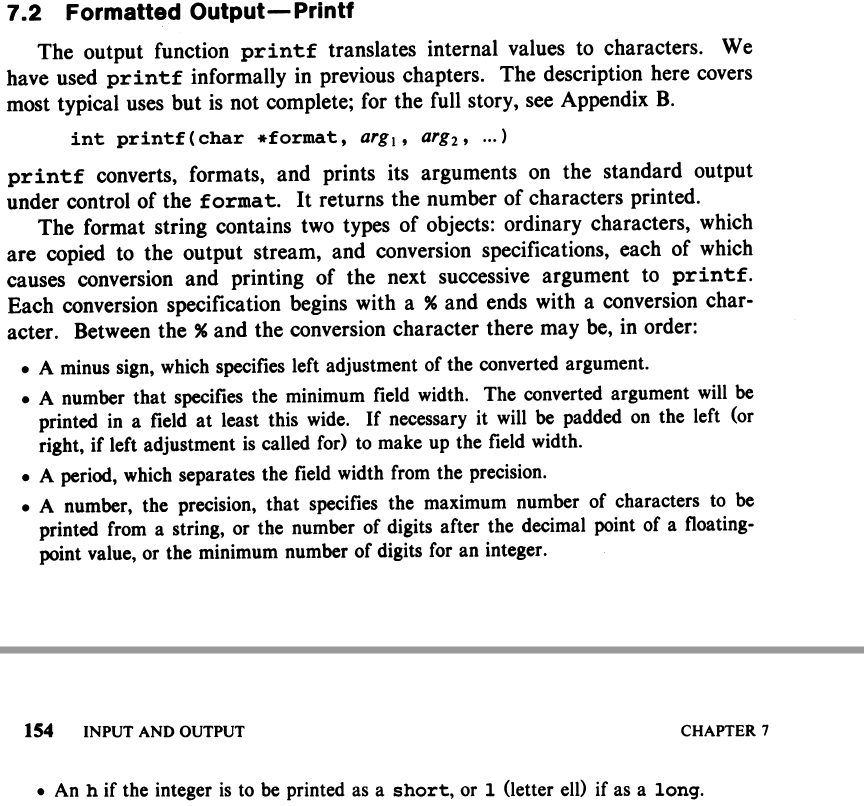 7.2 Formatted Output—Printf
The output function printf translates internal values to characters. We
have used printf informally in previous chapters. The description here covers
most typical uses but is not complete; for the full story, see Appendix B.
int printf(char *format, arg₁, arg₂, ...)
printf converts, formats, and prints its arguments on the standard output
under control of the format. It returns the number of characters printed.
The format string contains two types of objects: ordinary characters, which
are copied to the output stream, and conversion specifications, each of which
causes conversion and printing of the next successive argument to printf.
Each conversion specification begins with a % and ends with a conversion char-
acter. Between the % and the conversion character there may be, in order:
• A minus sign, which specifies left adjustment of the converted argument.
• A number that specifies the minimum field width. The converted argument will be
printed in a field at least this wide. If necessary it will be padded on the left (or
right, if left adjustment is called for) to make up the field width.
• A period, which separates the field width from the precision.
• A number, the precision, that specifies the maximum number of characters to be
printed from a string, or the number of digits after the decimal point of a floating-
point value, or the minimum number of digits for an integer.
154 INPUT AND OUTPUT CHAPTER 7
• An h if the integer is to be printed as a short, or l (letter ell) if as a long.